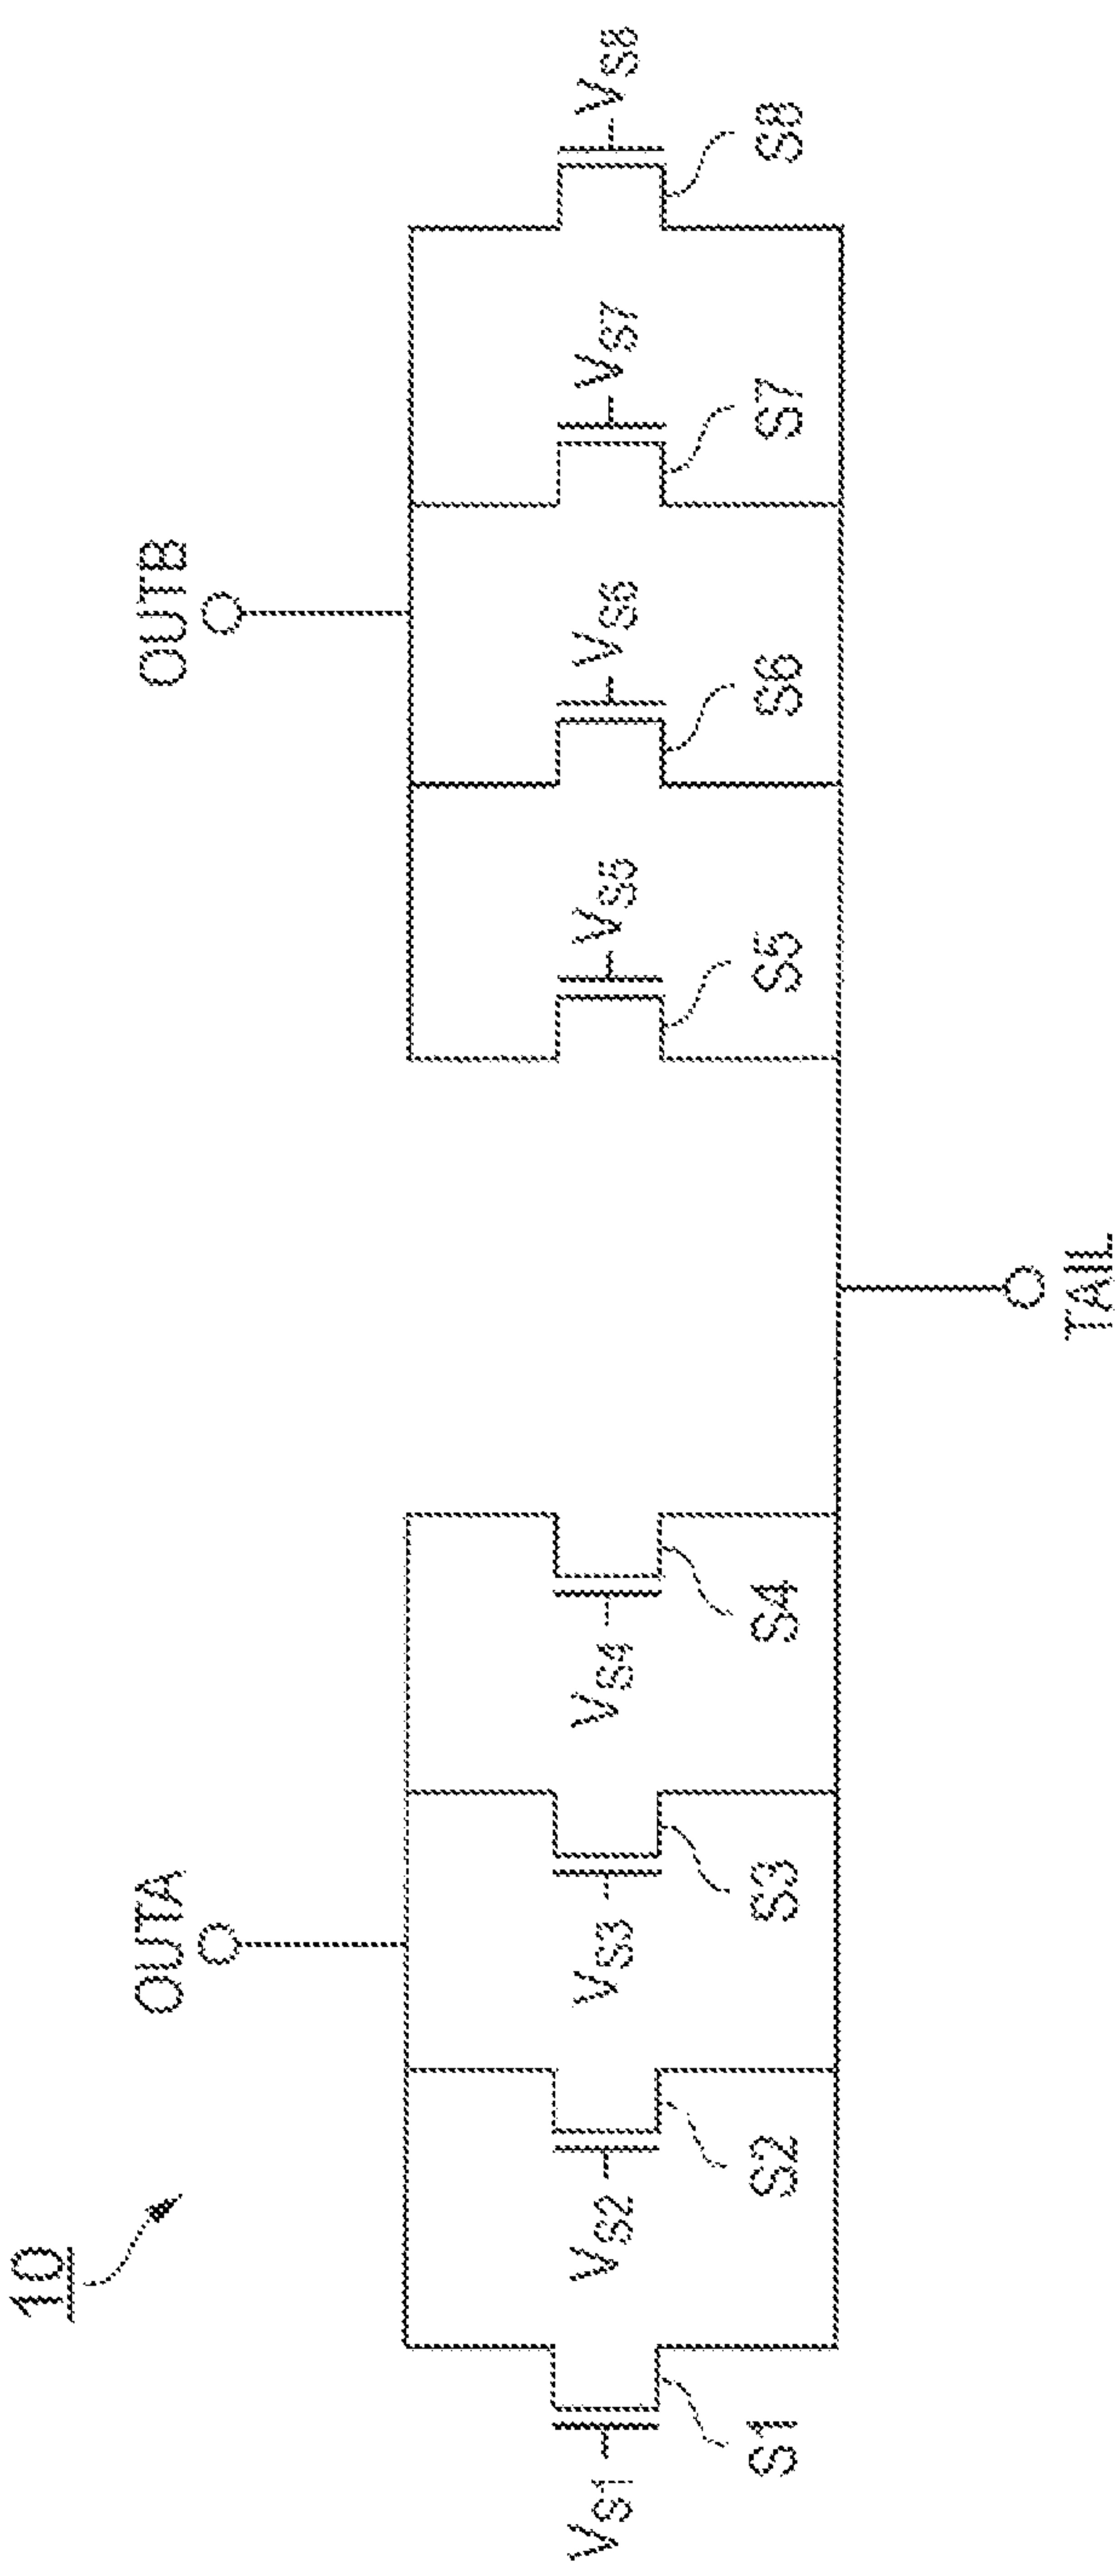 10
OUTA
OUTB
VS1
VS2
VS3
VS4
VS5
VS6
VS7
VS8
S1
S2
S3
S4
S5
S6
S7
S8
TAIL